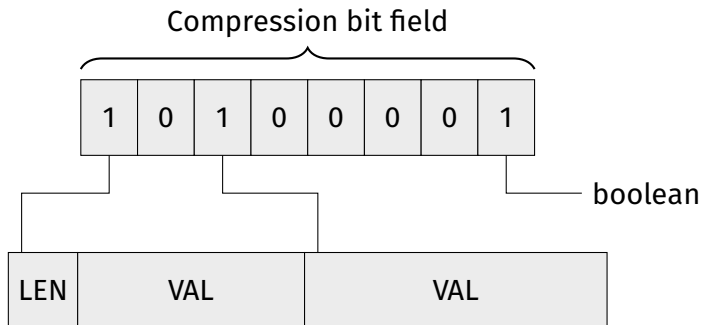 Compression bit field
1 0 1 0 0 0 0 1
boolean
LEN VAL VAL